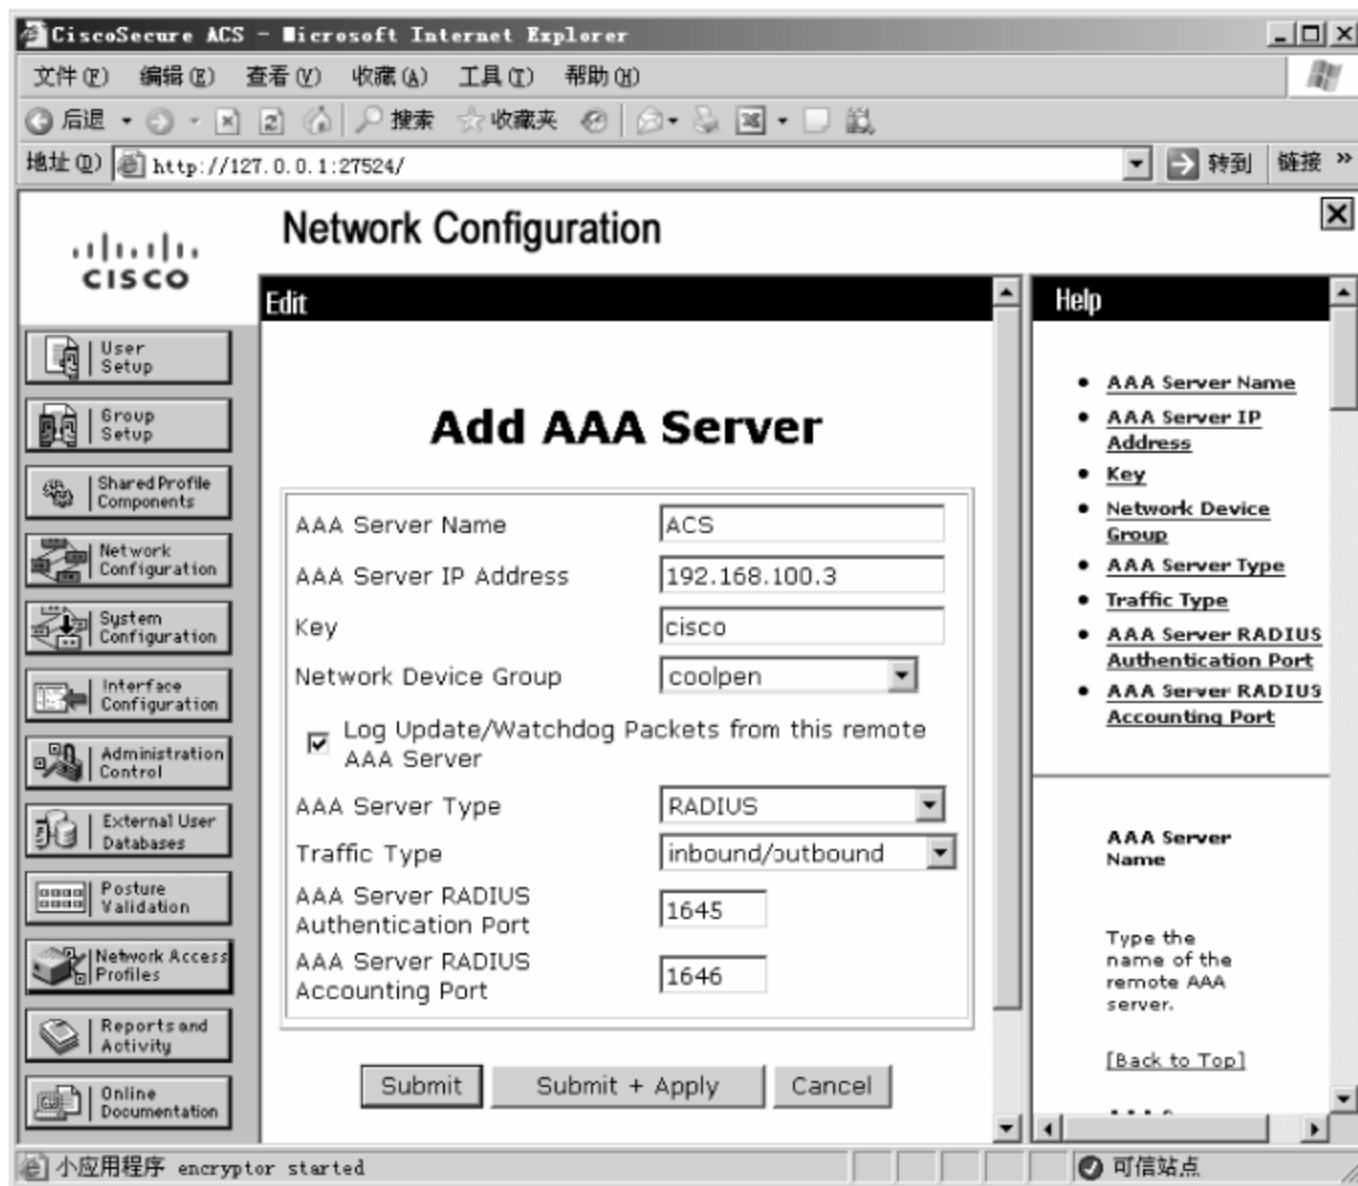 CiscoSecure ACS - Microsoft Internet Explorer
文件(F) 编辑(E) 查看(V) 收藏(A) 工具(T) 帮助(H)
后退 搜索 收藏夹
地址(D) http://127.0.0.1:27524/ 转到 链接 »
CISCO
Network Configuration
User
Setup
Group
Setup
Shared Profile
Components
Network
Configuration
System
Configuration
Interface
Configuration
Administration
Control
External User
Databases
Posture
Validation
Network Access
Profiles
Reports and
Activity
Online
Documentation
Edit
Add AAA Server
AAA Server Name ACS
AAA Server IP Address 192.168.100.3
Key cisco
Network Device Group coolpen
Log Update/Watchdog Packets from this remote
AAA Server
AAA Server Type RADIUS
Traffic Type inbound/outbound
AAA Server RADIUS
Authentication Port 1645
AAA Server RADIUS
Accounting Port 1646
Submit Submit + Apply Cancel
Help
• AAA Server Name
• AAA Server IP
Address
• Key
• Network Device
Group
• AAA Server Type
• Traffic Type
• AAA Server RADIUS
Authentication Port
• AAA Server RADIUS
Accounting Port
AAA Server
Name
Type the
name of the
remote AAA
server.
[Back to Top]
小应用程序 encryptor started 可信站点